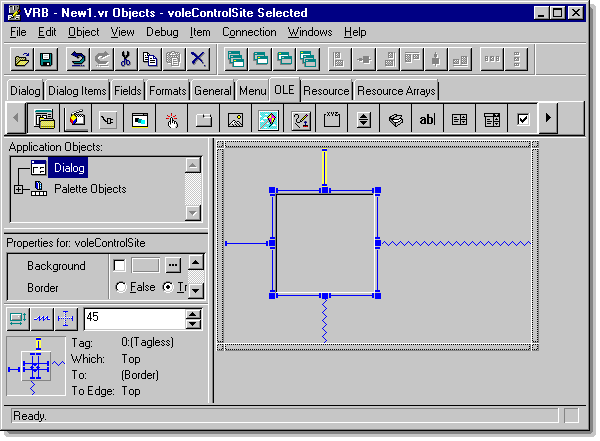 VRB - New1.vr Objects - voleControlSite Selected
File Edit Object View Debug Item Connection Windows Help
Dialog Dialog Items Fields Formats General Menu OLE Resource Resource Arrays
XYZ ab
Application Objects:
Dialog
Palette Objects
Properties for: voleControlSite
Background
Border False Tr
45
Tag: 0:(Tagless)
Which: Top
To: (Border)
To Edge: Top
Ready.